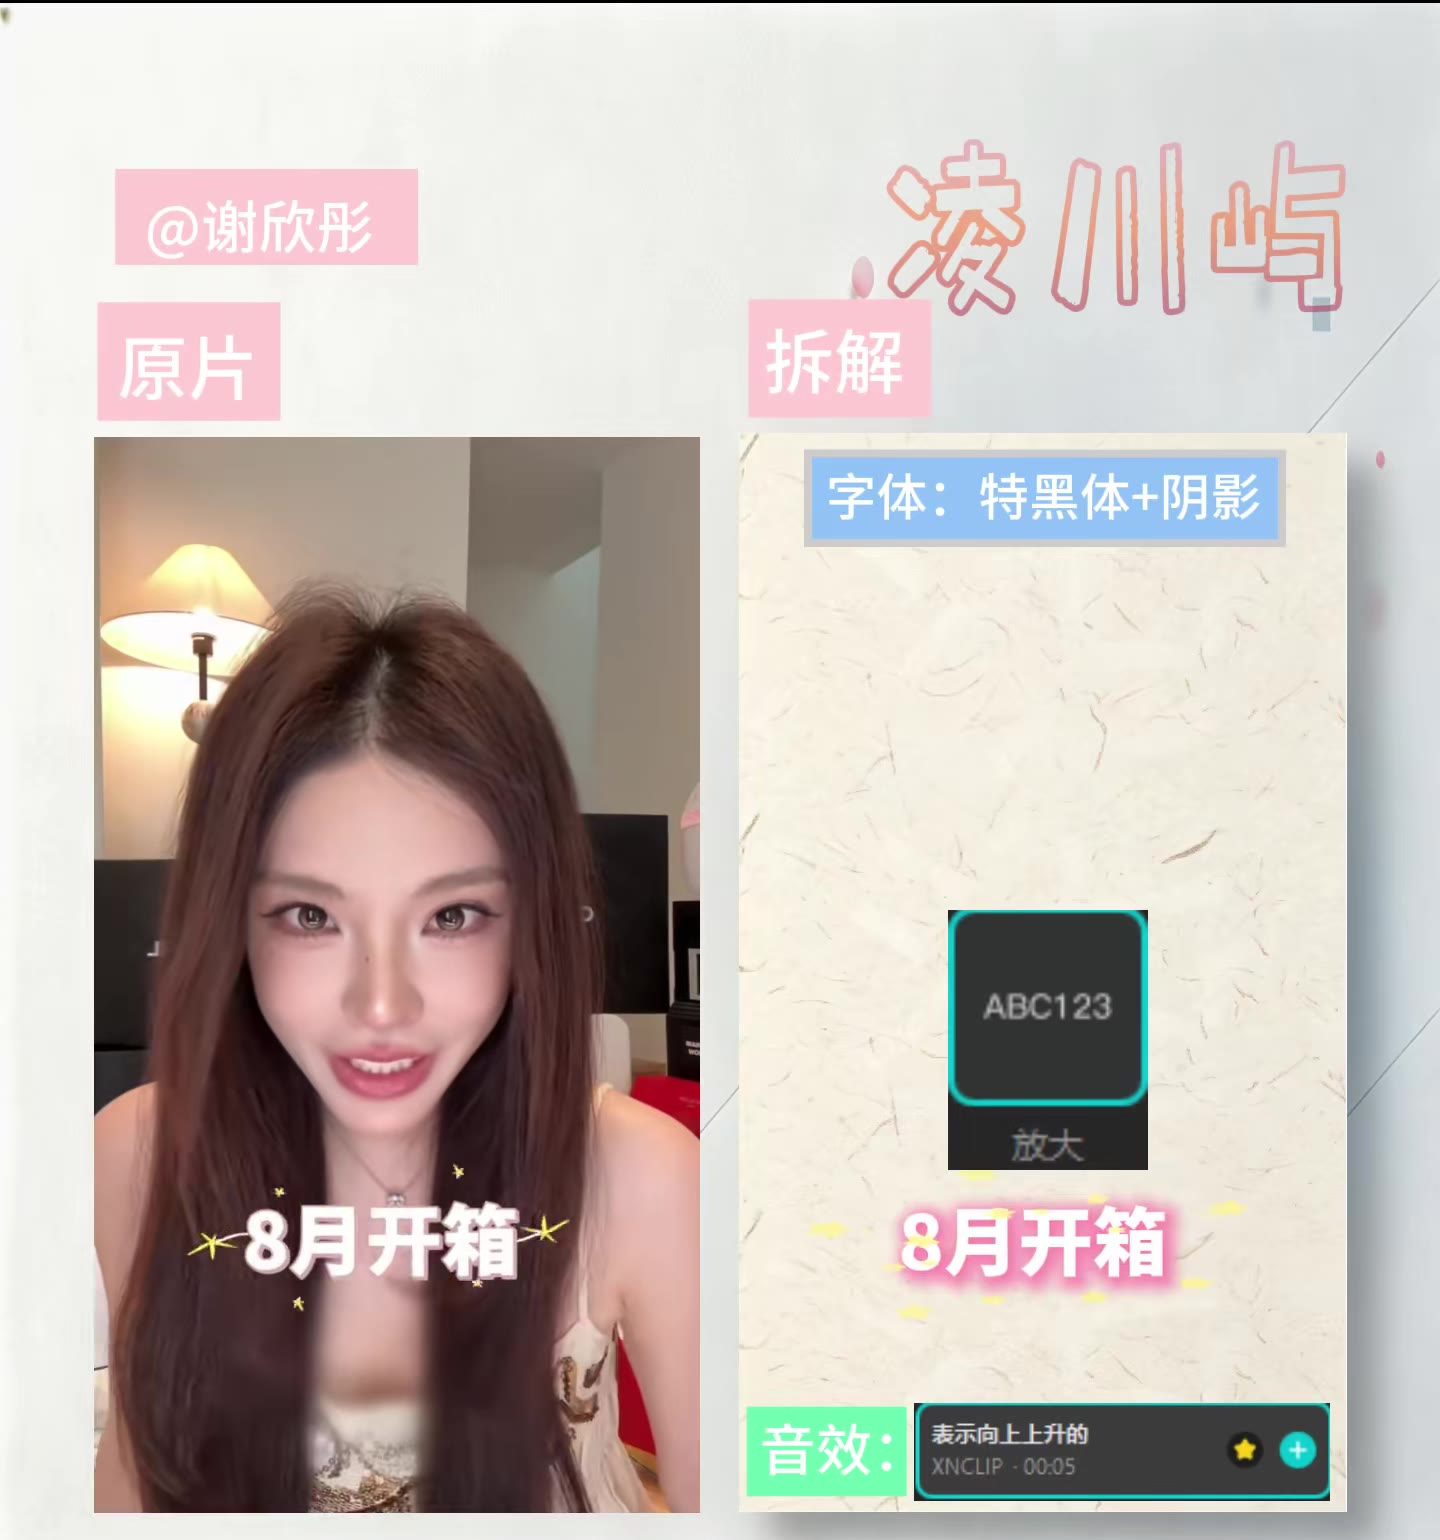 @谢欣彤
凌川屿
原片
拆解
字体：特黑体+阴影
ABC123
放大
8月开箱
8月开箱
音效：
表示向上上升的
XNCLIP · 00:05